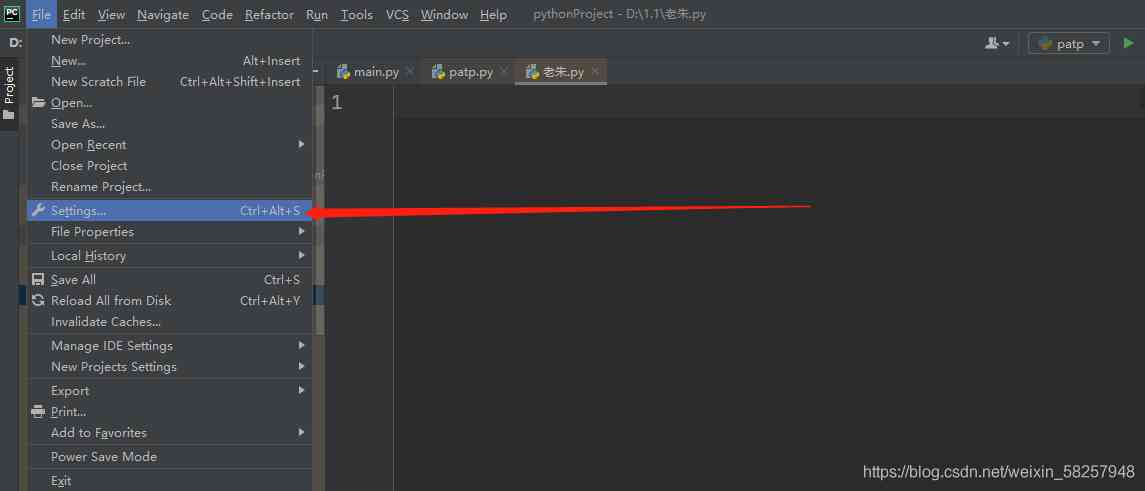 PC File Edit View Navigate Code Refactor Run Tools VCS Window Help pythonProject - D:\1.1\老朱.py
D:
patp
Project
main.py patp.py 老朱.py
1
New Project...
New... Alt+Insert
New Scratch File Ctrl+Alt+Shift+Insert
Open...
Save As...
Open Recent
Close Project
Rename Project...
Settings... Ctrl+Alt+S
File Properties
Local History
Save All Ctrl+S
Reload All from Disk Ctrl+Alt+Y
Invalidate Caches...
Manage IDE Settings
New Projects Settings
Export
Print...
Add to Favorites
Power Save Mode
Exit
https://blog.csdn.net/weixin_58257948